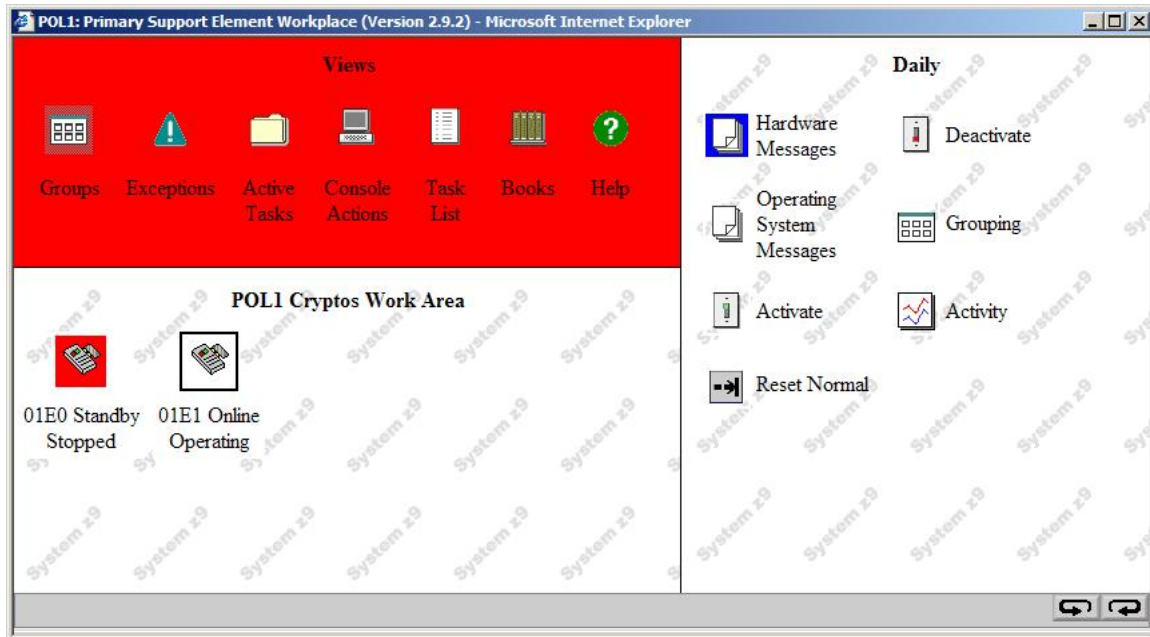 POL1: Primary Support Element Workplace (Version 2.9.2) - Microsoft Internet Explorer
Views
Groups
Exceptions
Active
Tasks
Console
Actions
Task
List
Books
Help
POL1 Cryptos Work Area
01E0 Standby
Stopped
01E1 Online
Operating
Daily
Hardware
Messages
Deactivate
Operating
System
Messages
Grouping
Activate
Activity
Reset Normal
System z9